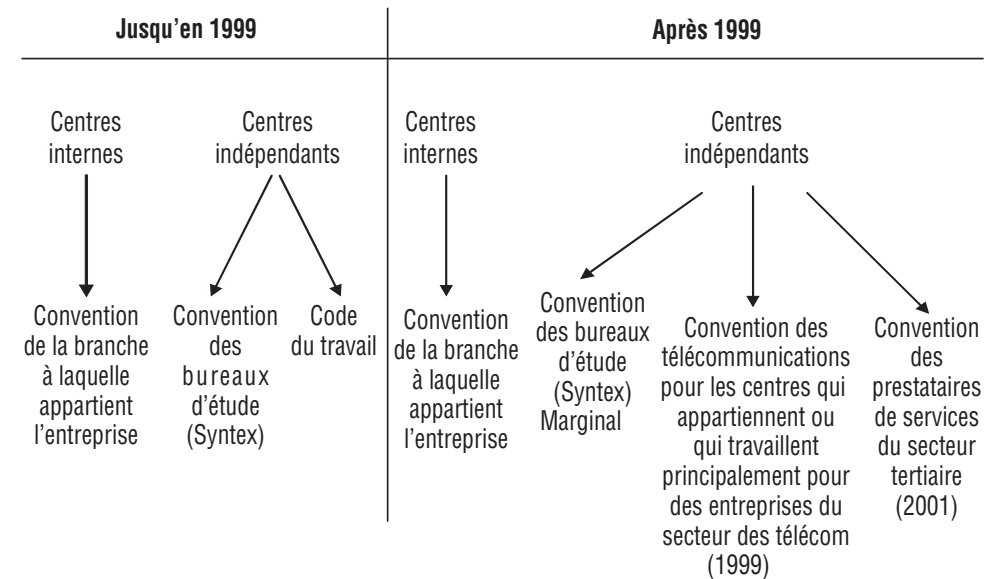 Jusqu'en 1999
Après 1999
Centres
internes
Centres
indépendants
Centres
internes
Centres
indépendants
Convention
de la branche
à laquelle
appartient
l'entreprise
Convention
des
bureaux
d'étude
(Syntex)
Code
du travail
Convention
de la branche
à laquelle
appartient
l'entreprise
Convention
des bureaux
d'étude
(Syntex)
Marginal
Convention des
télécommunications
pour les centres qui
appartiennent ou
qui travaillent
principalement pour
des entreprises du
secteur des télécom
(1999)
Convention
des
prestataires
de services
du secteur
tertiaire
(2001)